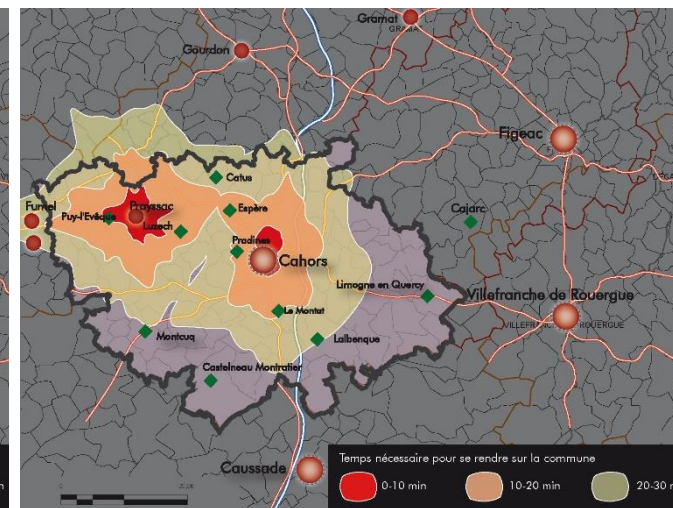 Gramat
Gourdon
Figeac
Catus
Fumel
Prayssac
Puy-l'Evêque
Espère
Cajarc
Luzech
Pradines
Cahors
Limogne en Quercy
Villefranche de Rouergue
Le Montat
Montcuq
Lalbenque
Castelneau Montratier
Caussade
Temps nécessaire pour se rendre sur la commune
0-10 min
10-20 min
20-30 m